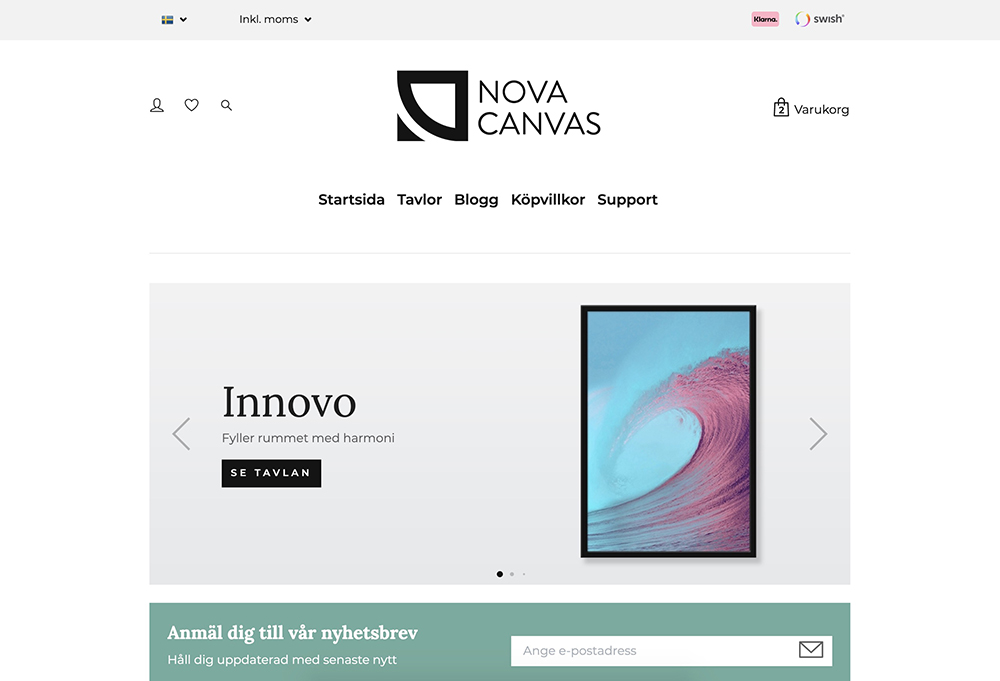 Inkl. moms
Klarna.
swish®
NOVA
CANVAS
2
Varukorg
Startsida Tavlor Blogg Köpvillkor Support
Innovo
Fyller rummet med harmoni
SE TAVLAN
Anmäl dig till vår nyhetsbrev
Håll dig uppdaterad med senaste nytt
Ange e-postadress